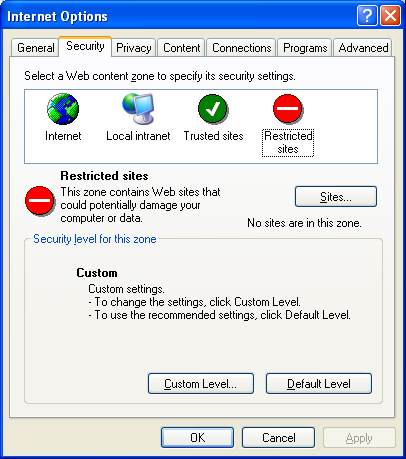 Internet Options
General Security Privacy Content Connections Programs Advanced
Select a Web content zone to specify its security settings.
Internet Local intranet Trusted sites Restricted
sites
Restricted sites
This zone contains Web sites that
could potentially damage your
computer or data.
Sites...
No sites are in this zone.
Security level for this zone
Custom
Custom settings.
- To change the settings, click Custom Level.
- To use the recommended settings, click Default Level.
Custom Level... Default Level
OK Cancel Apply